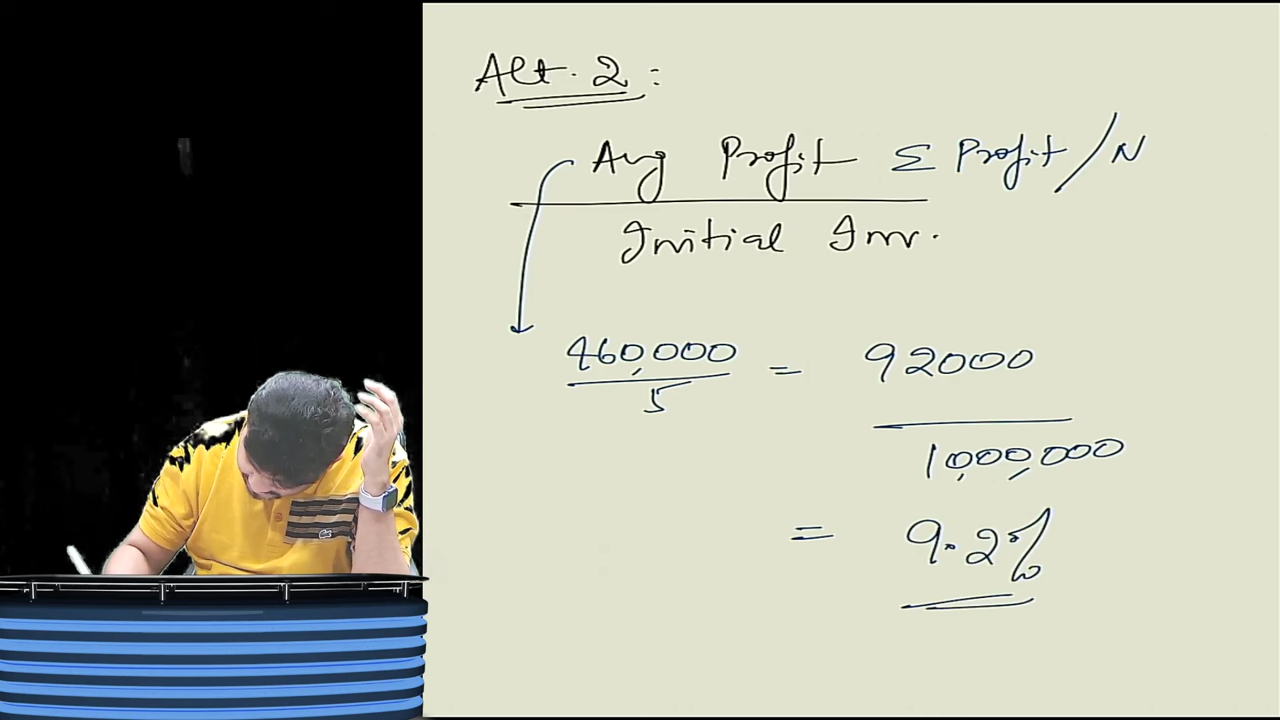 Alt. 2 :
Avg Profit Σ Profit / N
Initial Inv.
460,000 = 92000
5
1,000,000
= 9.2%